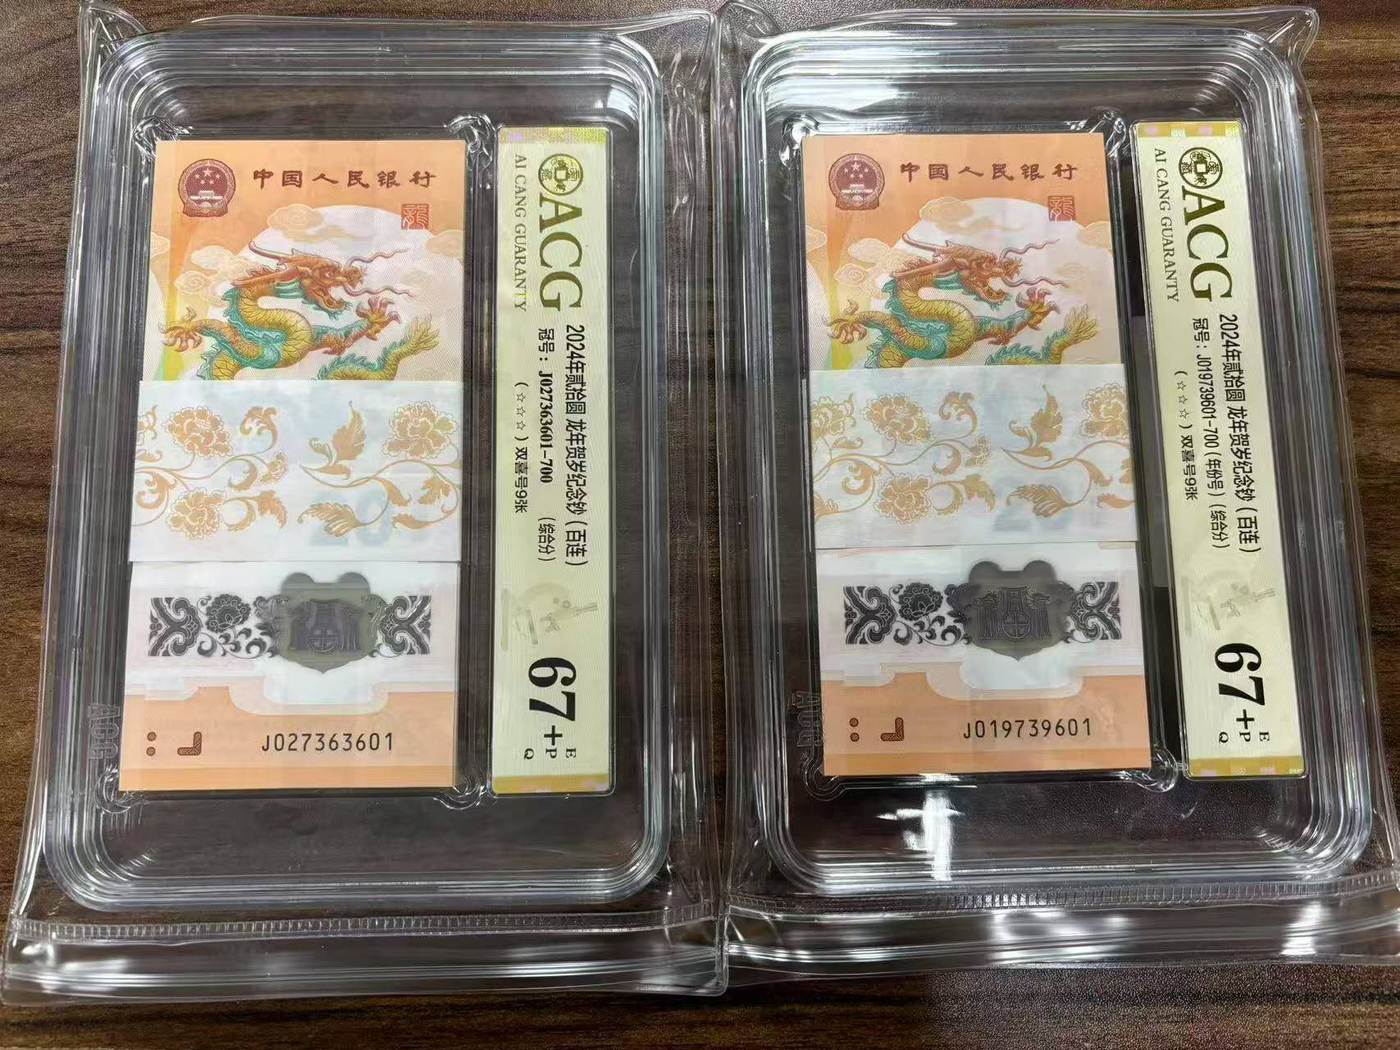 中国人民银行
龍
J027363601
ACG
AI CANG GUARANTY
2024年贰拾圆 龙年贺岁纪念钞（百连）
冠号：J027363601-700 （综合分）
（☆☆☆）双喜号9张
67+
E
P
Q
ACG
中国人民银行
龍
J019739601
ACG
AI CANG GUARANTY
2024年贰拾圆 龙年贺岁纪念钞（百连）
冠号：J019739601-700（年份号）（综合分）
（☆☆☆）双喜号9张
67+
E
P
Q
ACG